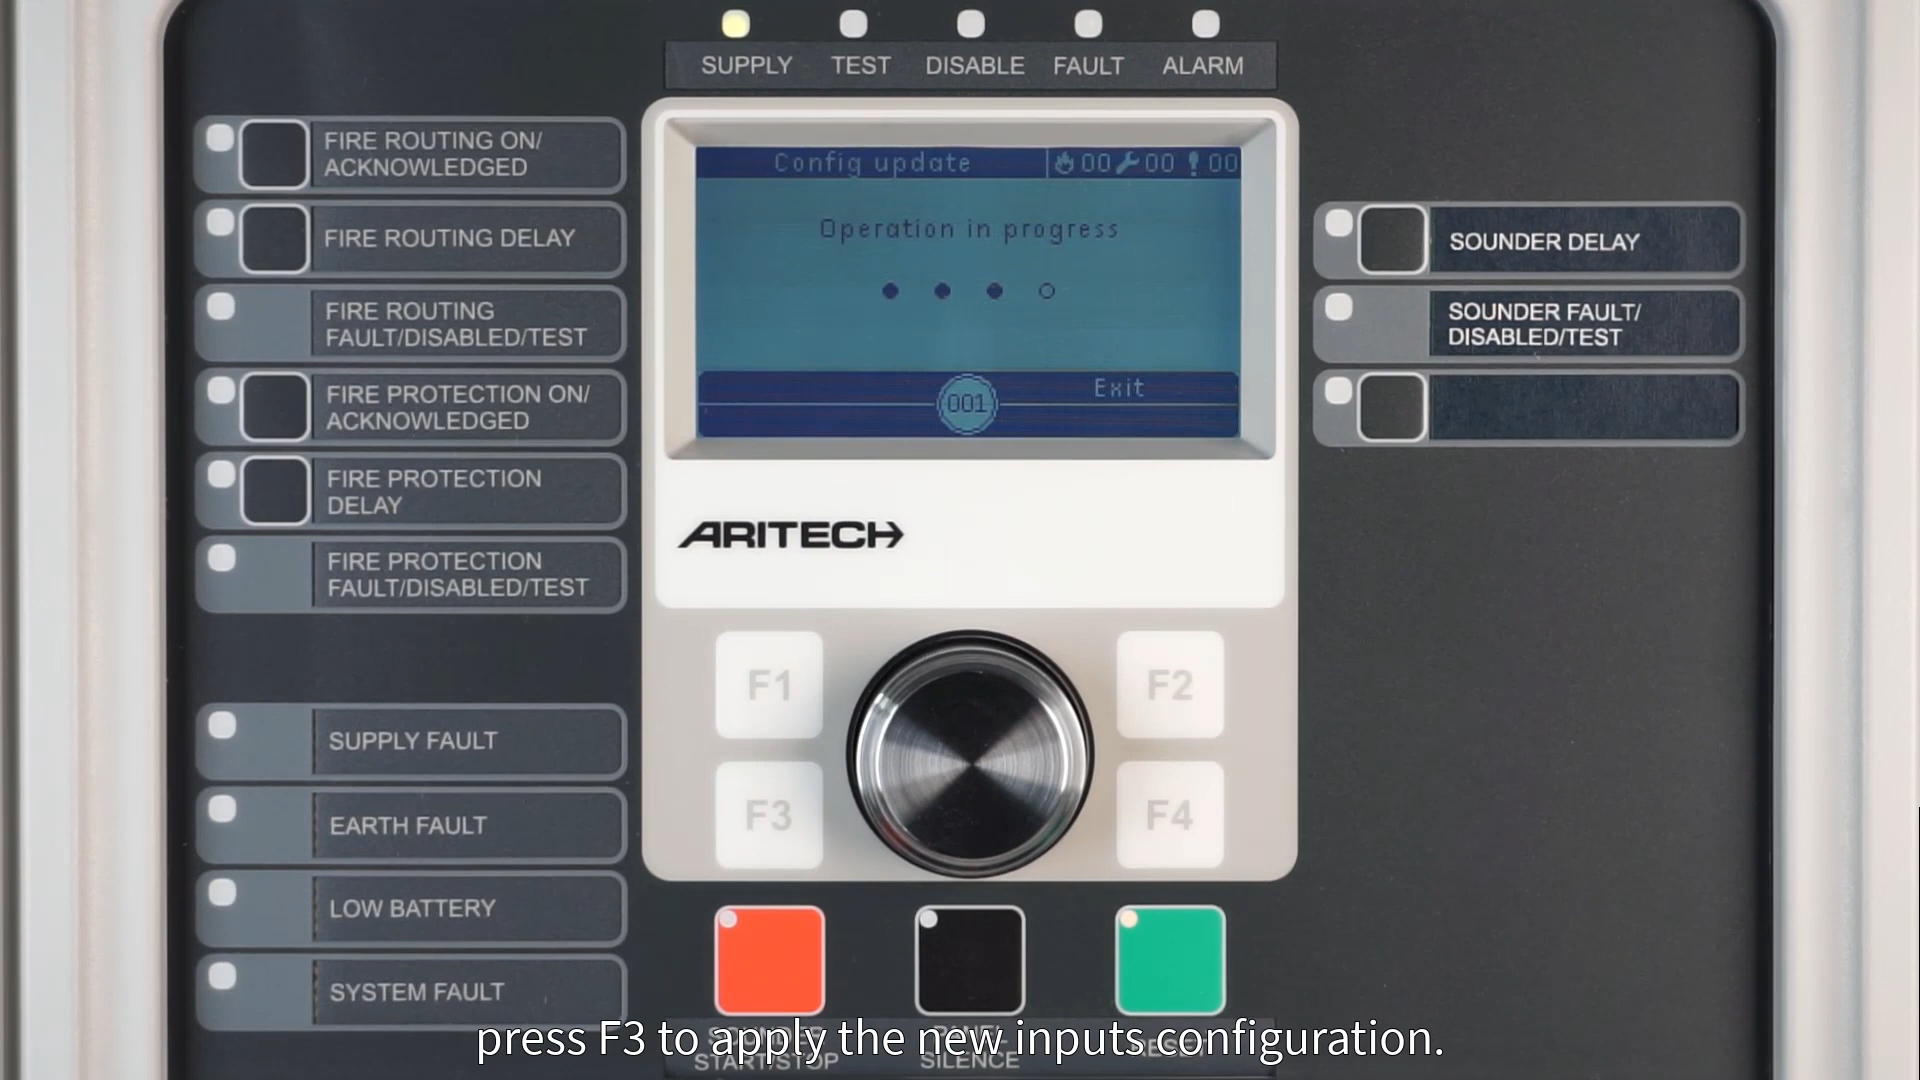 SUPPLY TEST DISABLE FAULT ALARM
FIRE ROUTING ON/
ACKNOWLEDGED
FIRE ROUTING DELAY
FIRE ROUTING
FAULT/DISABLED/TEST
FIRE PROTECTION ON/
ACKNOWLEDGED
FIRE PROTECTION
DELAY
FIRE PROTECTION
FAULT/DISABLED/TEST
SUPPLY FAULT
EARTH FAULT
LOW BATTERY
SYSTEM FAULT
Config update 00 00 00
Operation in progress
Exit
001
ARITECH
F1 F2
F3 F4
SOUNDER DELAY
SOUNDER FAULT/
DISABLED/TEST
SOUNDER
START/STOP
PANEL
SILENCE
RESET
press F3 to apply the new inputs configuration.